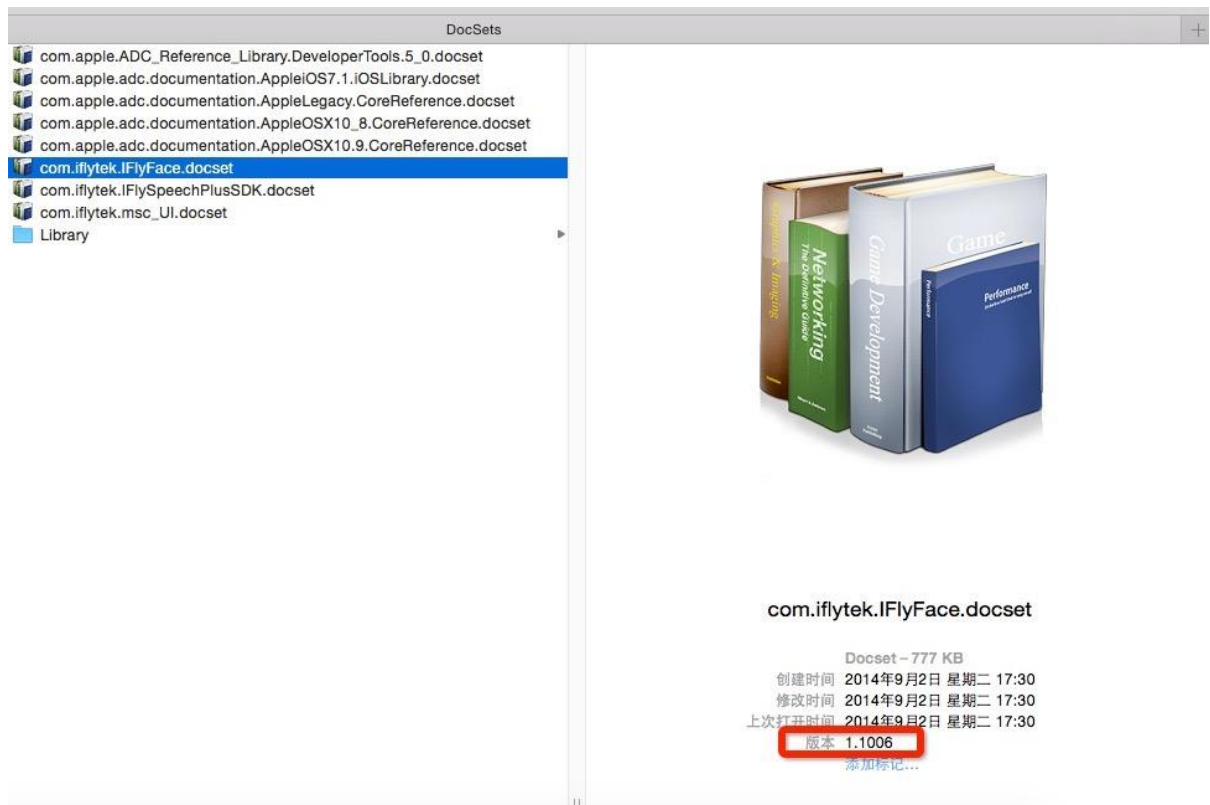 DocSets
com.apple.ADC_Reference_Library.DeveloperTools.5_0.docset
com.apple.adc.documentation.AppleiOS7.1.iOSLibrary.docset
com.apple.adc.documentation.AppleLegacy.CoreReference.docset
com.apple.adc.documentation.AppleOSX10_8.CoreReference.docset
com.apple.adc.documentation.AppleOSX10.9.CoreReference.docset
com.iflytek.IFlyFace.docset
com.iflytek.IFlySpeechPlusSDK.docset
com.iflytek.msc_UI.docset
Library
Graphics & Imaging
Networking
The Definitive Guide
Game Development
Game
Performance
Performance
com.iflytek.IFlyFace.docset
Docset – 777 KB
创建时间 2014年9月2日 星期二 17:30
修改时间 2014年9月2日 星期二 17:30
上次打开时间 2014年9月2日 星期二 17:30
版本 1.1006
添加标记...